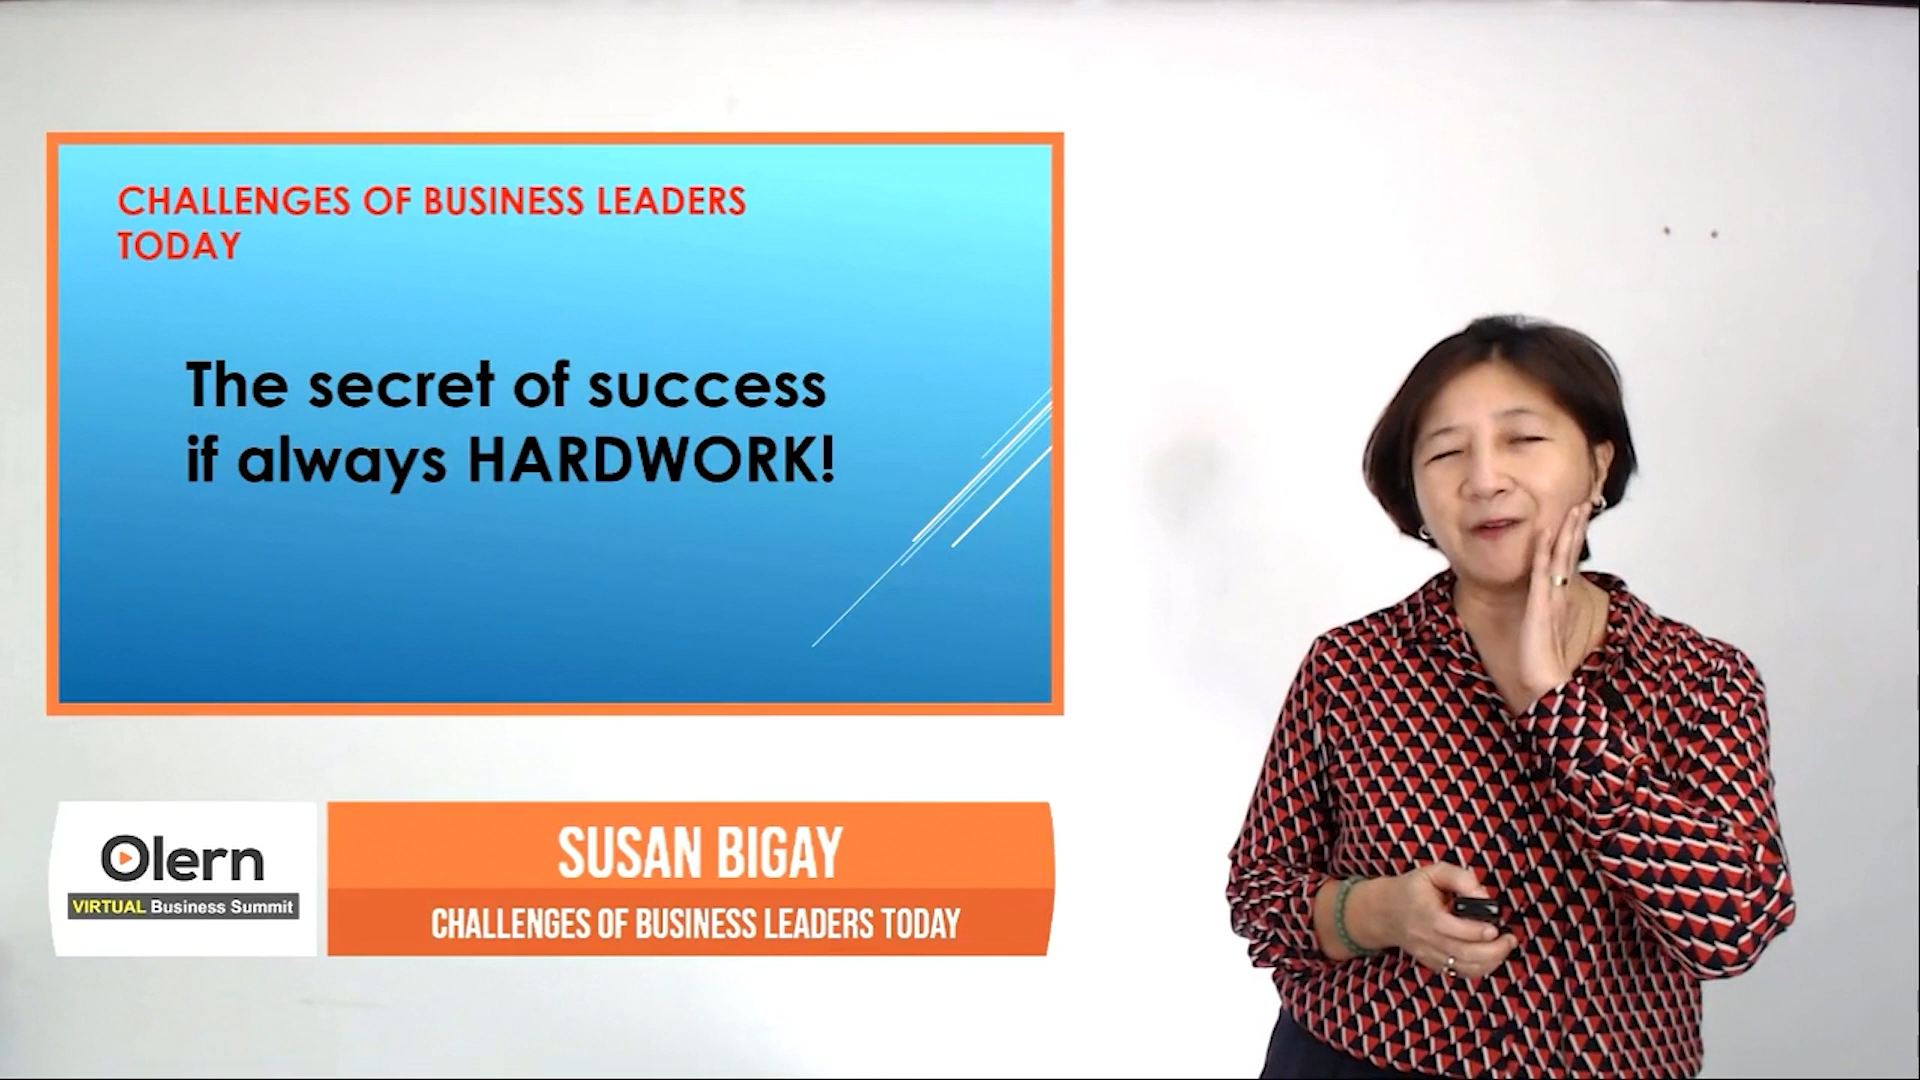 CHALLENGES OF BUSINESS LEADERS
TODAY
The secret of success
if always HARDWORK!
Olern
VIRTUAL Business Summit
SUSAN BIGAY
CHALLENGES OF BUSINESS LEADERS TODAY